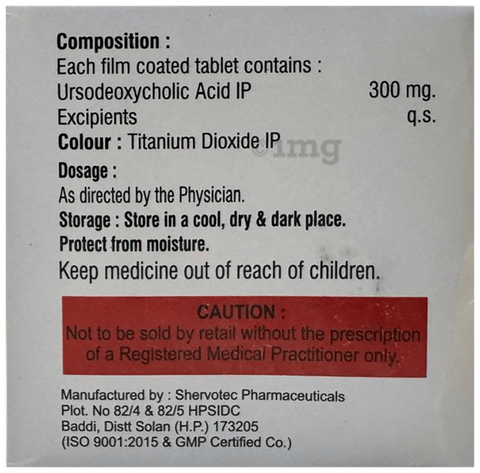 Composition :
Each film coated tablet contains :
Ursodeoxycholic Acid IP 300 mg.
Excipients q.s.
Colour : Titanium Dioxide IP
1mg
Dosage :
As directed by the Physician.
Storage : Store in a cool, dry & dark place.
Protect from moisture.
Keep medicine out of reach of children.
CAUTION :
Not to be sold by retail without the prescription
of a Registered Medical Practitioner only.
Manufactured by : Shervotec Pharmaceuticals
Plot. No 82/4 & 82/5 HPSIDC
Baddi, Distt Solan (H.P.) 173205
(ISO 9001:2015 & GMP Certified Co.)